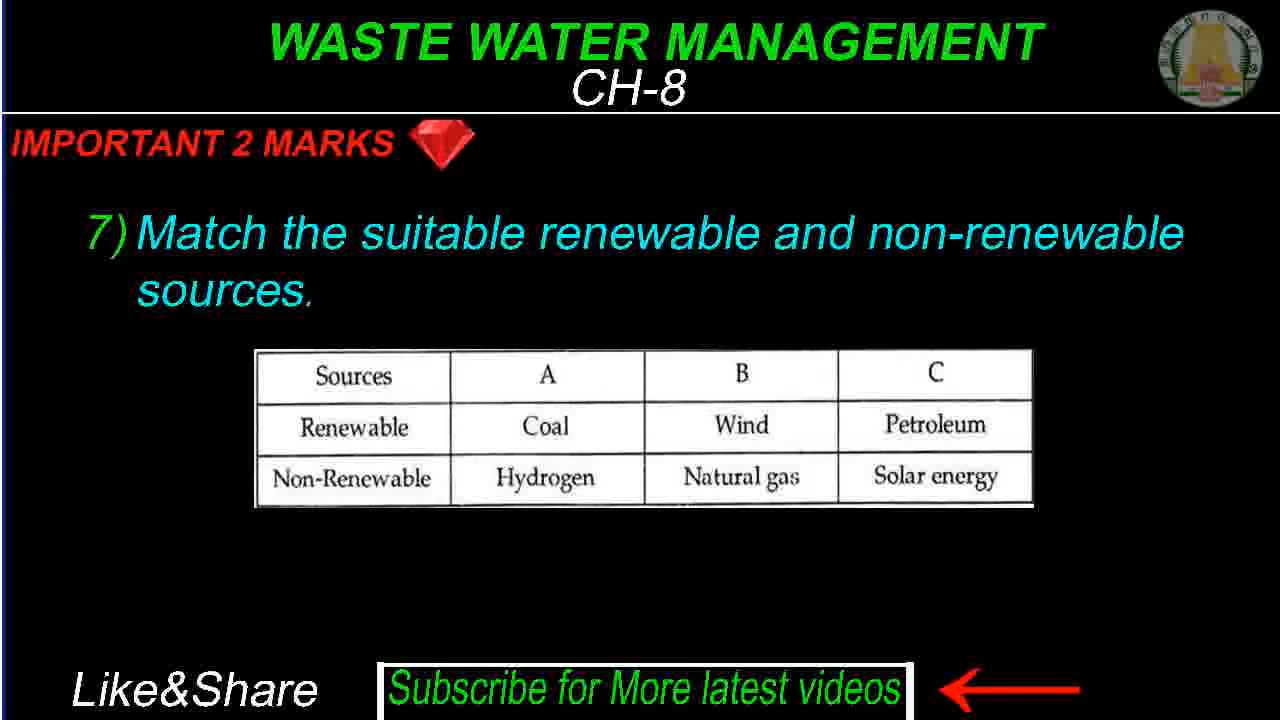 WASTE WATER MANAGEMENT
CH-8
IMPORTANT 2 MARKS
7) Match the suitable renewable and non-renewable
sources.
Sources A B C
Renewable Coal Wind Petroleum
Non-Renewable Hydrogen Natural gas Solar energy
Like&Share
Subscribe for More latest videos